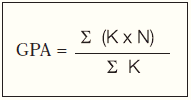 GPA = Σ (K x N)
Σ K